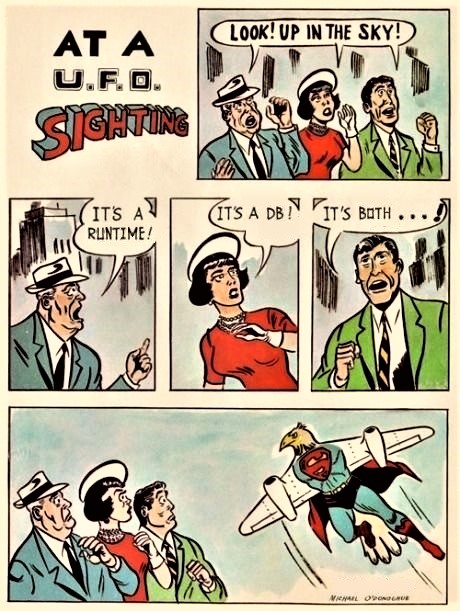 AT A
U.F.O.
SIGHTING
LOOK! UP IN THE SKY!
IT'S A
RUNTIME!
IT'S A DB!
IT'S BOTH ...!
S
MICHAEL O'DONOGHUE